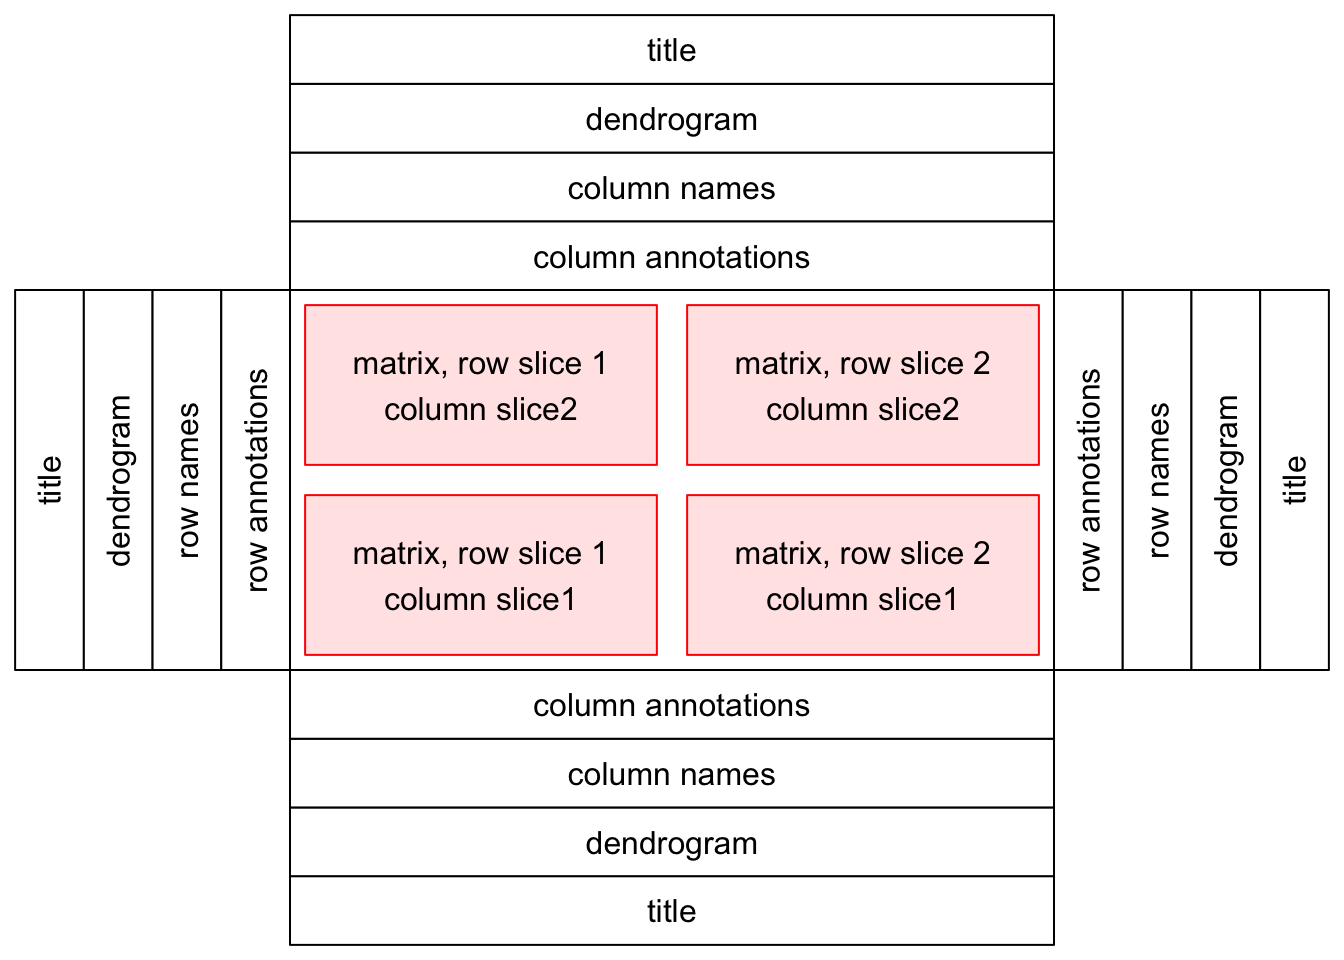 title
dendrogram
column names
column annotations
title
dendrogram
row names
row annotations
matrix, row slice 1
column slice2
matrix, row slice 2
column slice2
matrix, row slice 1
column slice1
matrix, row slice 2
column slice1
row annotations
row names
dendrogram
title
column annotations
column names
dendrogram
title